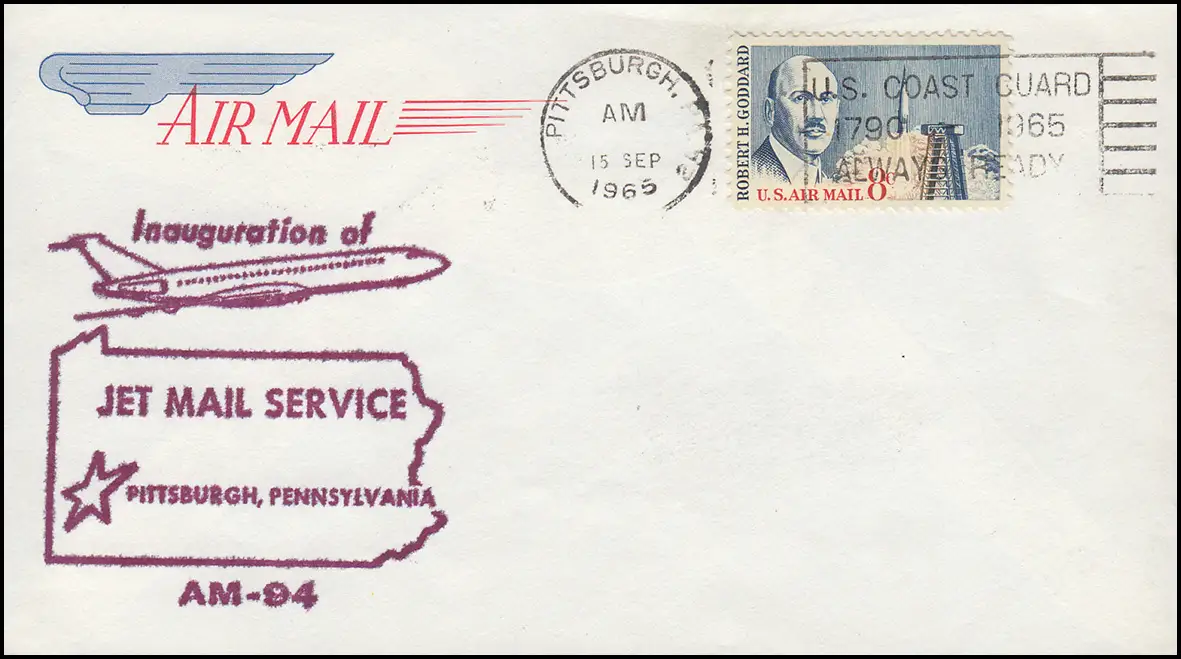 AIR MAIL
PITTSBURGH, PA
AM
15 SEP
1965
ROBERT H. GODDARD
U.S. AIR MAIL 8c
U.S. COAST GUARD
1790 1965
ALWAYS READY
Inauguration of
JET MAIL SERVICE
PITTSBURGH, PENNSYLVANIA
AM-94